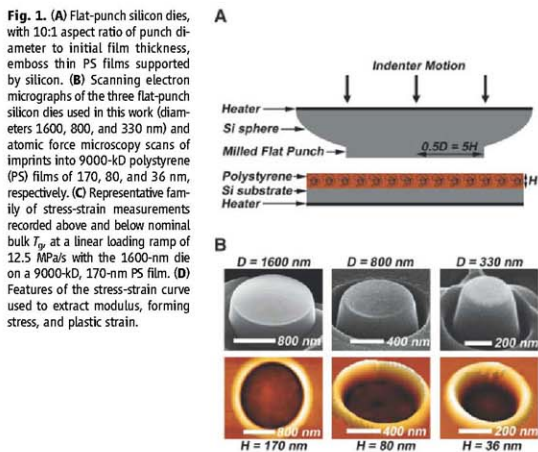 Fig. 1. (A) Flat-punch silicon dies,
with 10:1 aspect ratio of punch di-
ameter to initial film thickness,
emboss thin PS films supported
by silicon. (B) Scanning electron
micrographs of the three flat-punch
silicon dies used in this work (diam-
eters 1600, 800, and 330 nm) and
atomic force microscopy scans of
imprints into 9000-kD polystyrene
(PS) films of 170, 80, and 36 nm,
respectively. (C) Representative fam-
ily of stress-strain measurements
recorded above and below nominal
bulk Tg, at a linear loading ramp of
12.5 MPa/s with the 1600-nm die
on a 9000-kD, 170-nm PS film. (D)
Features of the stress-strain curve
used to extract modulus, forming
stress, and plastic strain.
A
Indenter Motion
Heater
Si sphere
Milled Flat Punch
0.5D = 5H
Polystyrene
H
Si substrate
Heater
B
D = 1600 nm D = 800 nm D = 330 nm
800 nm 400 nm 200 nm
800 nm 400 nm 200 nm
H = 170 nm H = 80 nm H = 36 nm